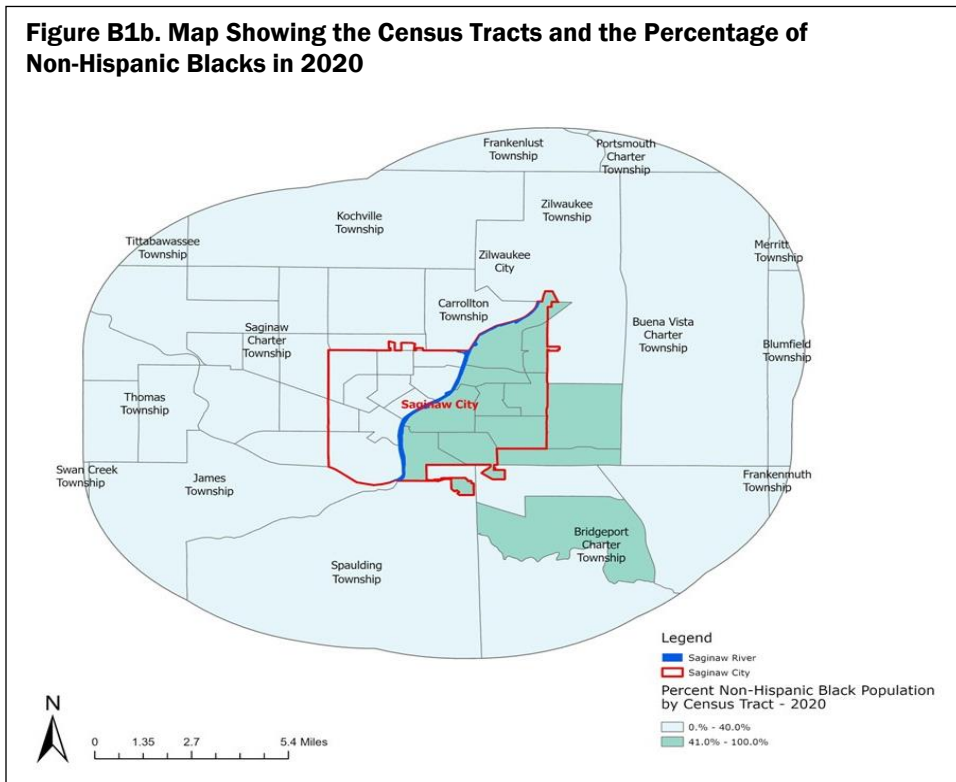 Figure B1b. Map Showing the Census Tracts and the Percentage of
Non-Hispanic Blacks in 2020
Frankenlust
Township
Portsmouth
Charter
Township
Kochville
Township
Zilwaukee
Township
Tittabawassee
Township
Zilwaukee
City
Merritt
Township
Carrollton
Township
Saginaw
Charter
Township
Buena Vista
Charter
Township
Blumfield
Township
Thomas
Township
Saginaw City
Swan Creek
Township
James
Township
Frankenmuth
Township
Bridgeport
Charter
Township
Spaulding
Township
Legend
Saginaw River
Saginaw City
Percent Non-Hispanic Black Population
by Census Tract - 2020
0.% - 40.0%
41.0% - 100.0%
N
0 1.35 2.7 5.4 Miles